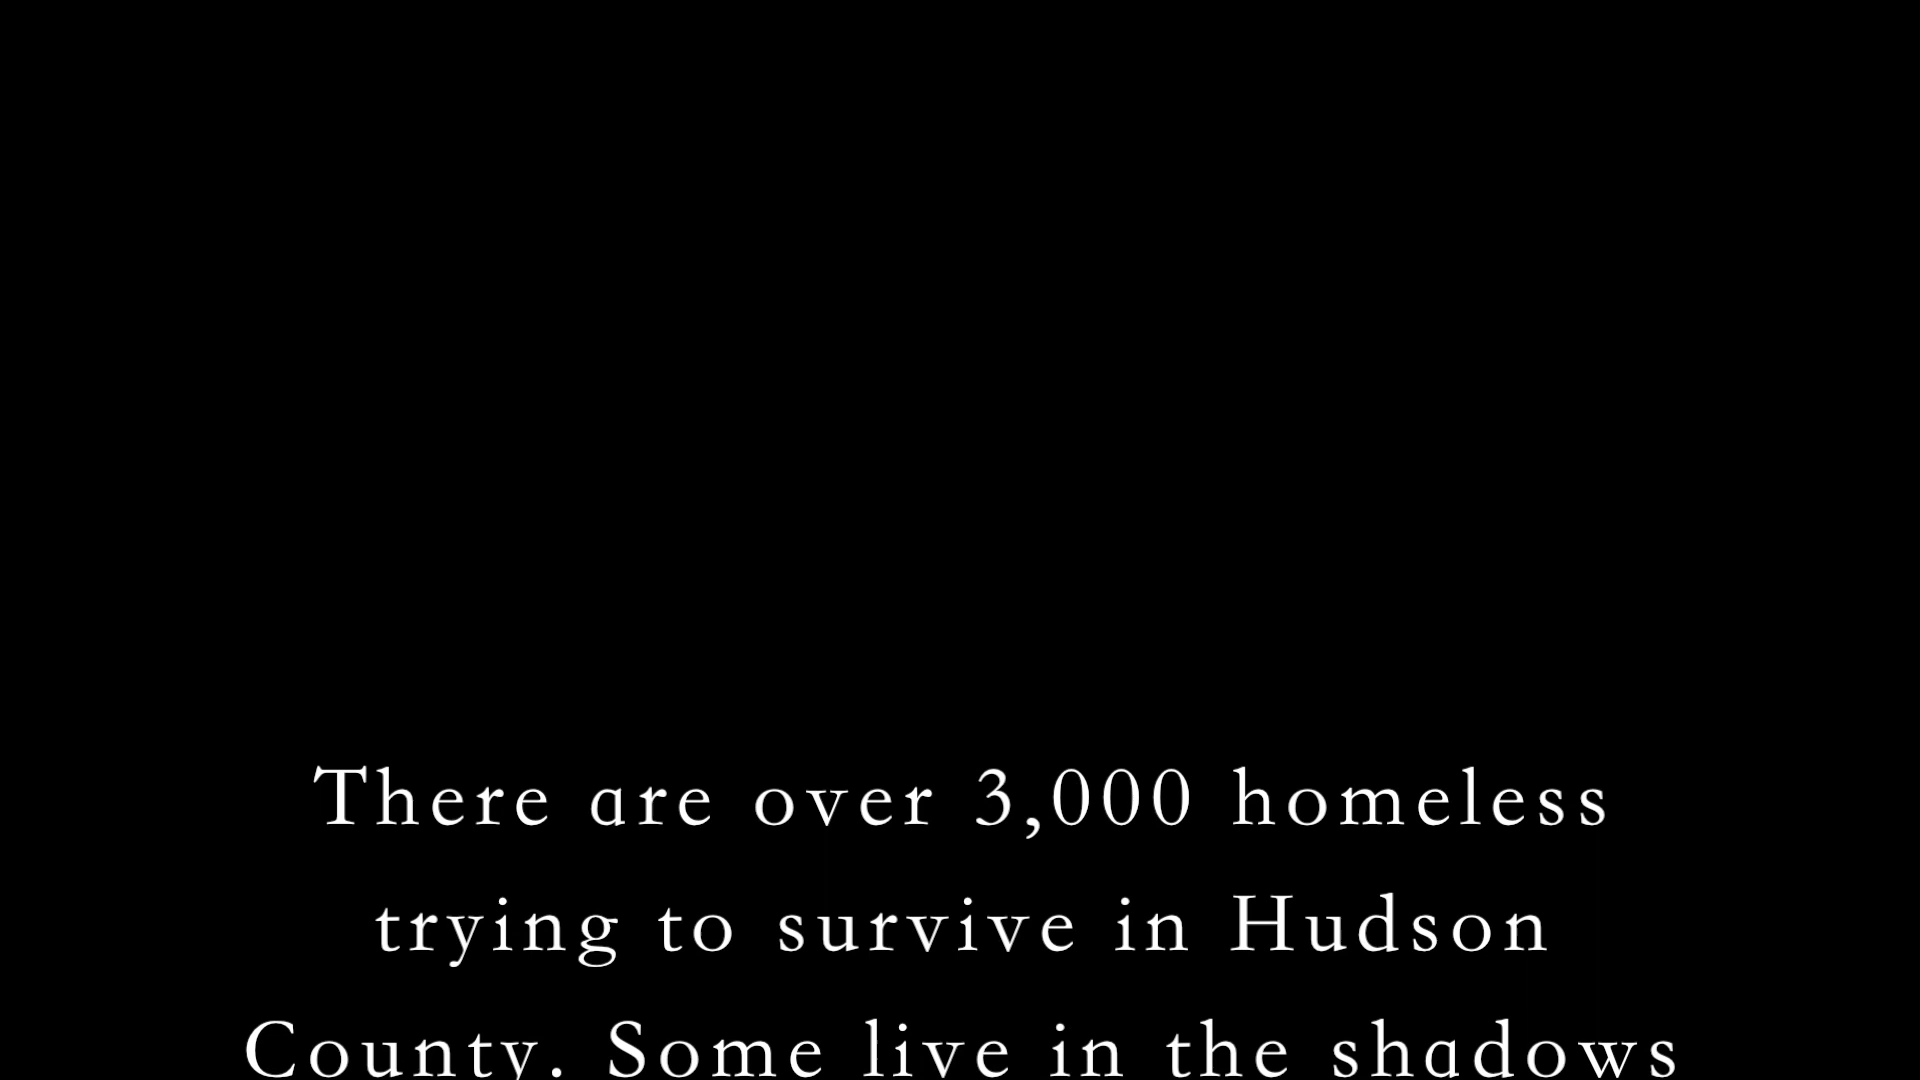 There are over 3,000 homeless
trying to survive in Hudson
County. Some live in the shadows